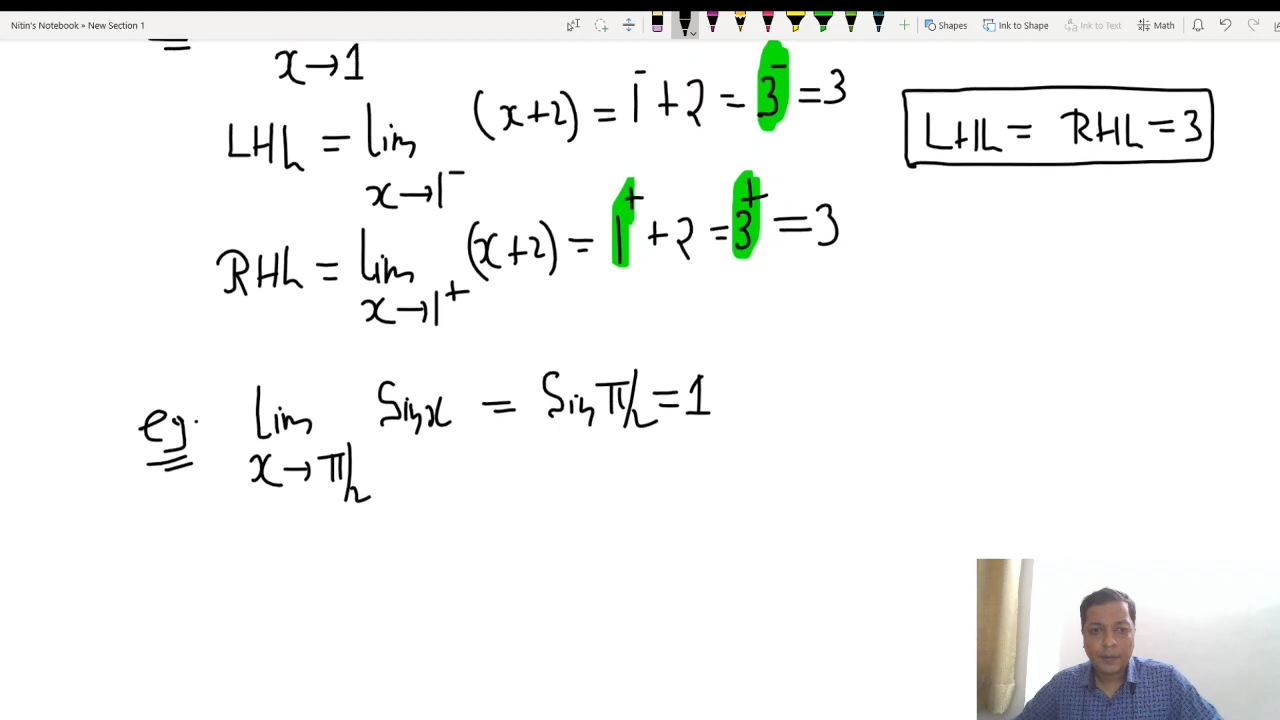 Nitin's Notebook » New Section 1
Shapes Ink to Shape Ink to Text Math
x→1
LHL = lim (x+2) = 1⁻+2 = 3⁻ = 3
x→1⁻
LHL = RHL = 3
RHL = lim (x+2) = 1⁺+2 = 3⁺ = 3
x→1⁺
eg. lim Sinx = Sin π/2 = 1
x→π/2